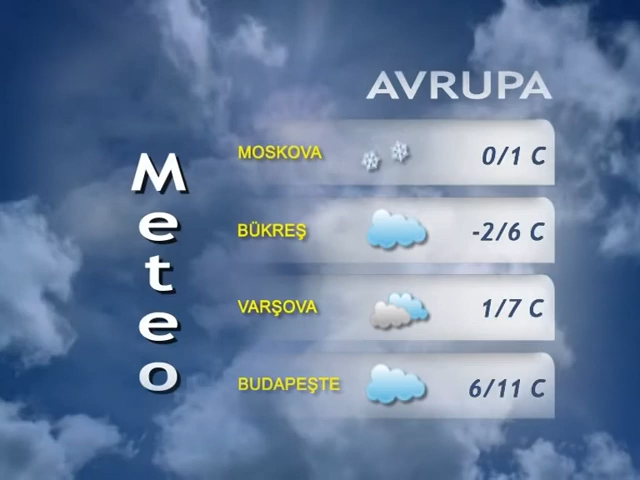 AVRUPA
Meteo
MOSKOVA 0/1 C
BÜKREŞ -2/6 C
VARŞOVA 1/7 C
BUDAPEŞTE 6/11 C